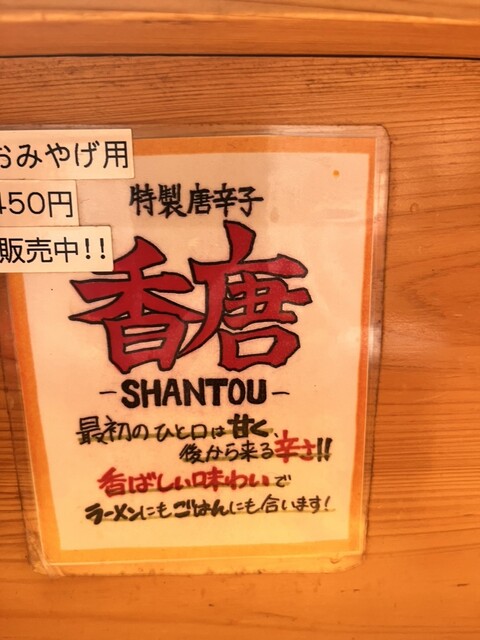 おみやげ用
450円
販売中!!
特製唐辛子
香唐
-SHANTOU-
最初のひと口は甘く、
後から来る辛さ!!
香ばしい味わいで
ラーメンにもごはんにも合います!